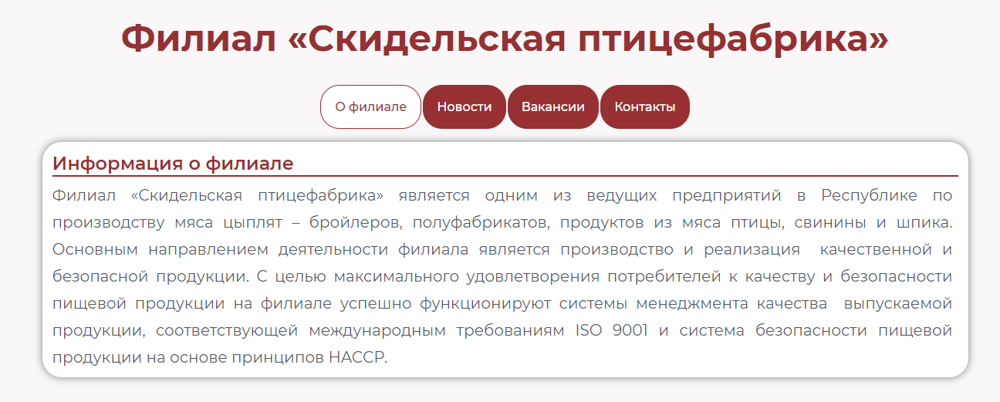 Филиал «Скидельская птицефабрика»
О филиале Новости Вакансии Контакты
Информация о филиале
Филиал «Скидельская птицефабрика» является одним из ведущих предприятий в Республике по
производству мяса цыплят – бройлеров, полуфабрикатов, продуктов из мяса птицы, свинины и шпика.
Основным направлением деятельности филиала является производство и реализация качественной и
безопасной продукции. С целью максимального удовлетворения потребителей к качеству и безопасности
пищевой продукции на филиале успешно функционируют системы менеджмента качества выпускаемой
продукции, соответствующей международным требованиям ISO 9001 и система безопасности пищевой
продукции на основе принципов НАССР.